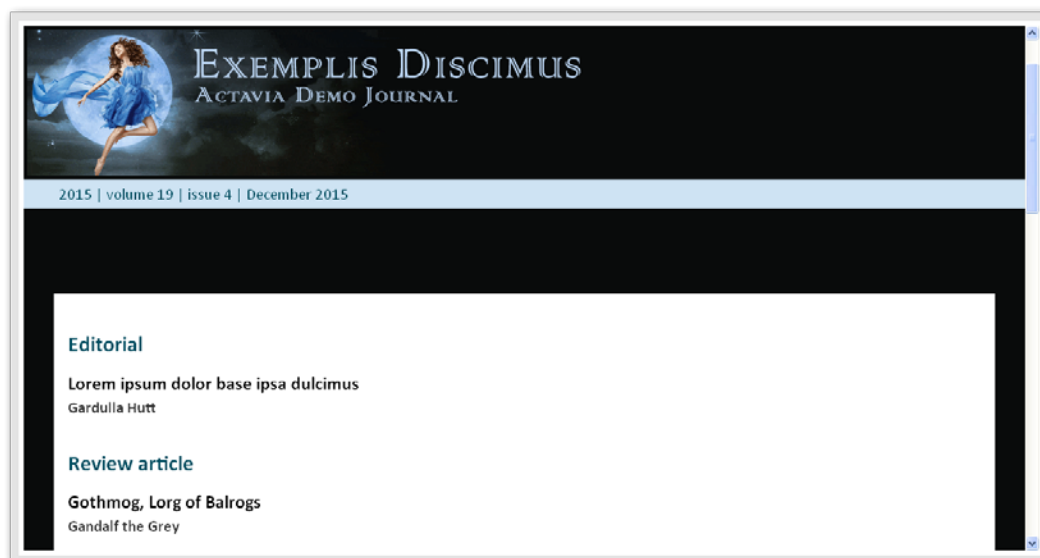 Exemplis Discimus
Actavia Demo Journal
2015 | volume 19 | issue 4 | December 2015
Editorial
Lorem ipsum dolor base ipsa dulcimus
Gardulla Hutt
Review article
Gothmog, Lorg of Balrogs
Gandalf the Grey